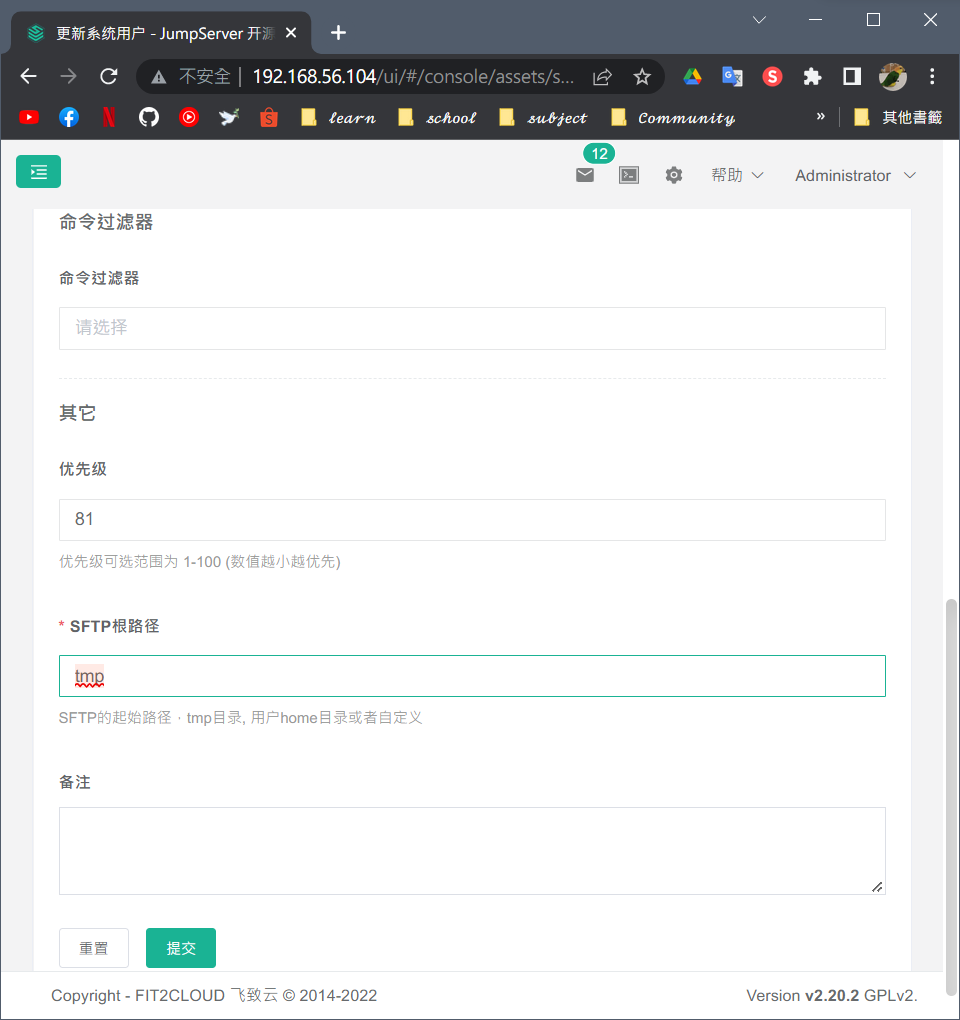 更新系统用户 - JumpServer 开源
不安全 | 192.168.56.104/ui/#/console/assets/s...
learn school subject Community » 其他書籤
12
帮助 Administrator
命令过滤器
命令过滤器
请选择
其它
优先级
81
优先级可选范围为 1-100 (数值越小越优先)
* SFTP根路径
tmp
SFTP的起始路径 · tmp目录, 用户home目录或者自定义
备注
重置 提交
Copyright - FIT2CLOUD 飞致云 © 2014-2022 Version v2.20.2 GPLv2.